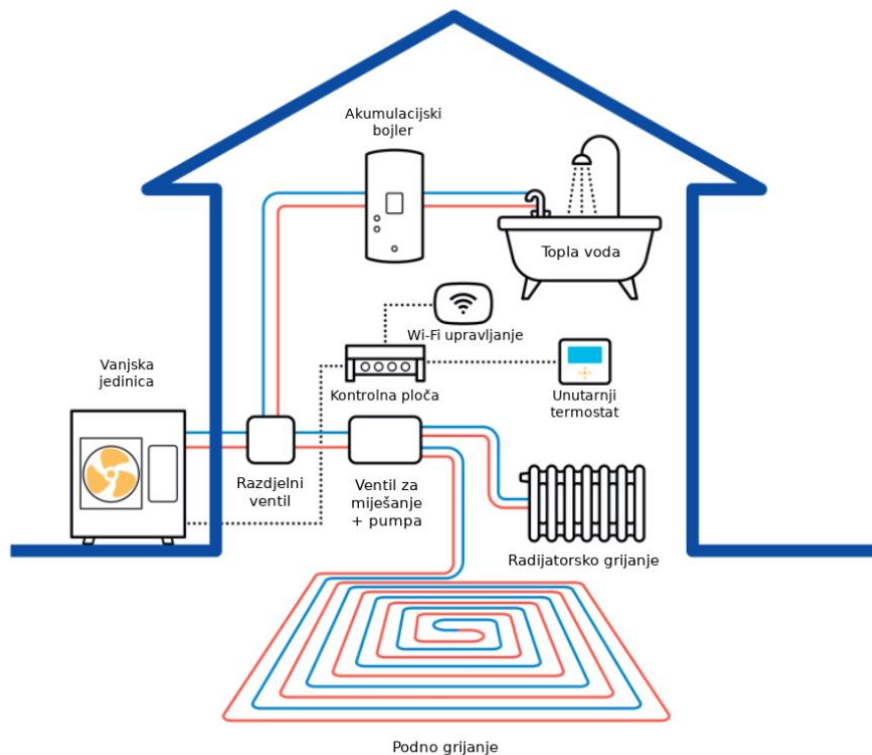 Akumulacijski
bojler
Topla voda
Wi-Fi upravljanje
Vanjska
jedinica
Kontrolna ploča
Unutarnji
termostat
Razdjelni
ventil
Ventil za
miješanje
+ pumpa
Radijatorsko grijanje
Podno grijanje